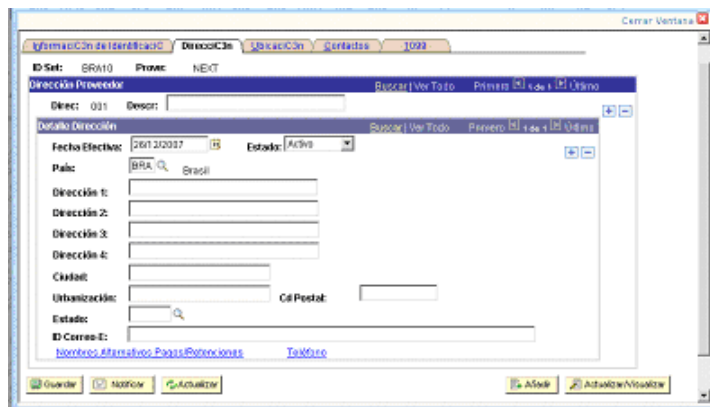 Cerrar Ventana
InformaciC3n de IdentificaciC
DirecciC3n
UbicaciC3n
Contactos
1099
ID Set: BRA10 Prove: NEXT
Dirección Proveedor Buscar | Ver Todo Primero 1 de 1 Último
Direc: 001 Descr:
Detalle Dirección Buscar | Ver Todo Primero 1 de 1 Último
Fecha Efectiva: 26/12/2007 Estado: Activo
País: BRA Brasil
Dirección 1:
Dirección 2:
Dirección 3:
Dirección 4:
Ciudad:
Urbanización: Cd Postal:
Estado:
ID Correo-E:
Nombres Alternativos Pagos/Retenciones Teléfono
Guardar Notificar Actualizar Añadir Actualizar/Visualizar